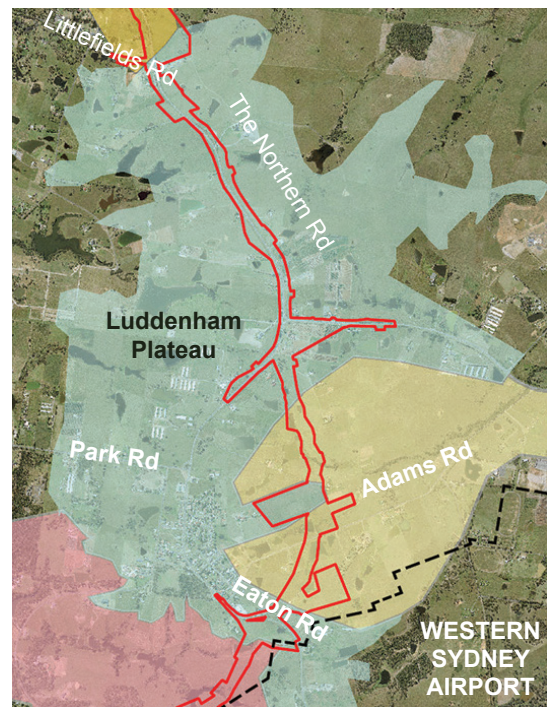 Littlefields Rd
The Northern Rd
Luddenham
Plateau
Park Rd
Adams Rd
Eaton Rd
WESTERN
SYDNEY
AIRPORT